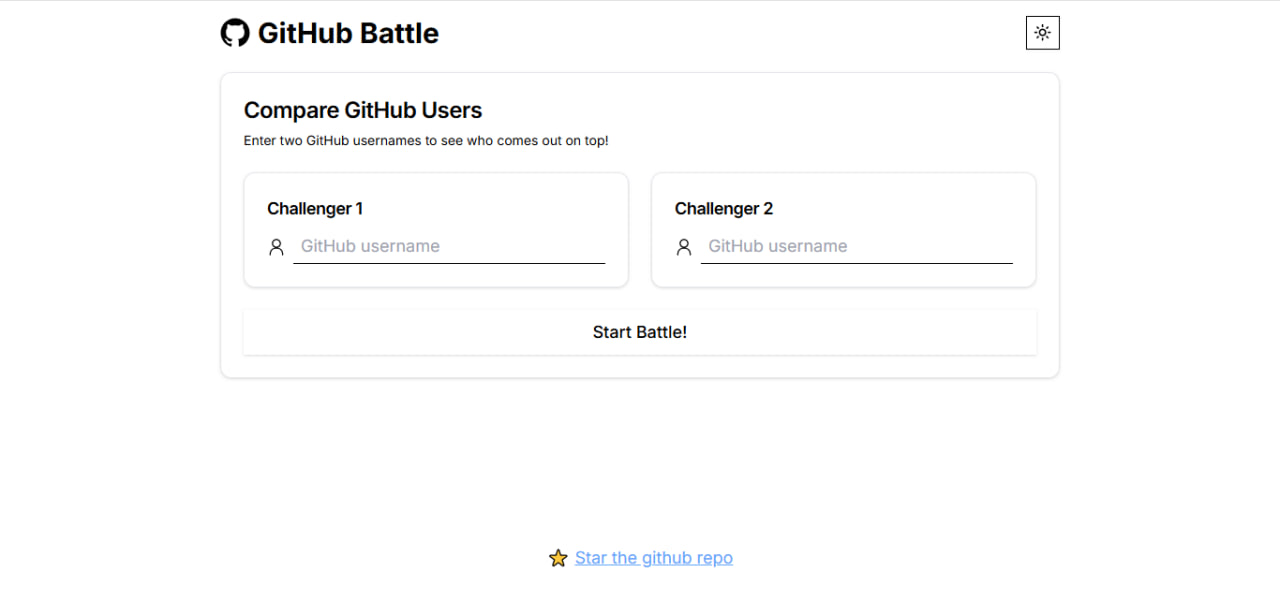 GitHub Battle
Compare GitHub Users
Enter two GitHub usernames to see who comes out on top!
Challenger 1
GitHub username
Challenger 2
GitHub username
Start Battle!
Star the github repo